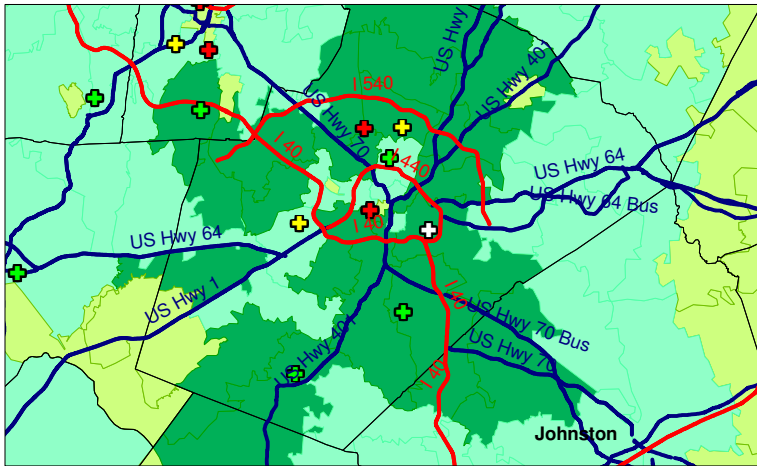 US Hwy
US Hwy 401
I 540
US Hwy 70
I 40
I 440
US Hwy 64
US Hwy 64 Bus
I 40
US Hwy 64
US Hwy 1
I 40
US Hwy 70 Bus
US Hwy 401
US Hwy 70
I 40
Johnston